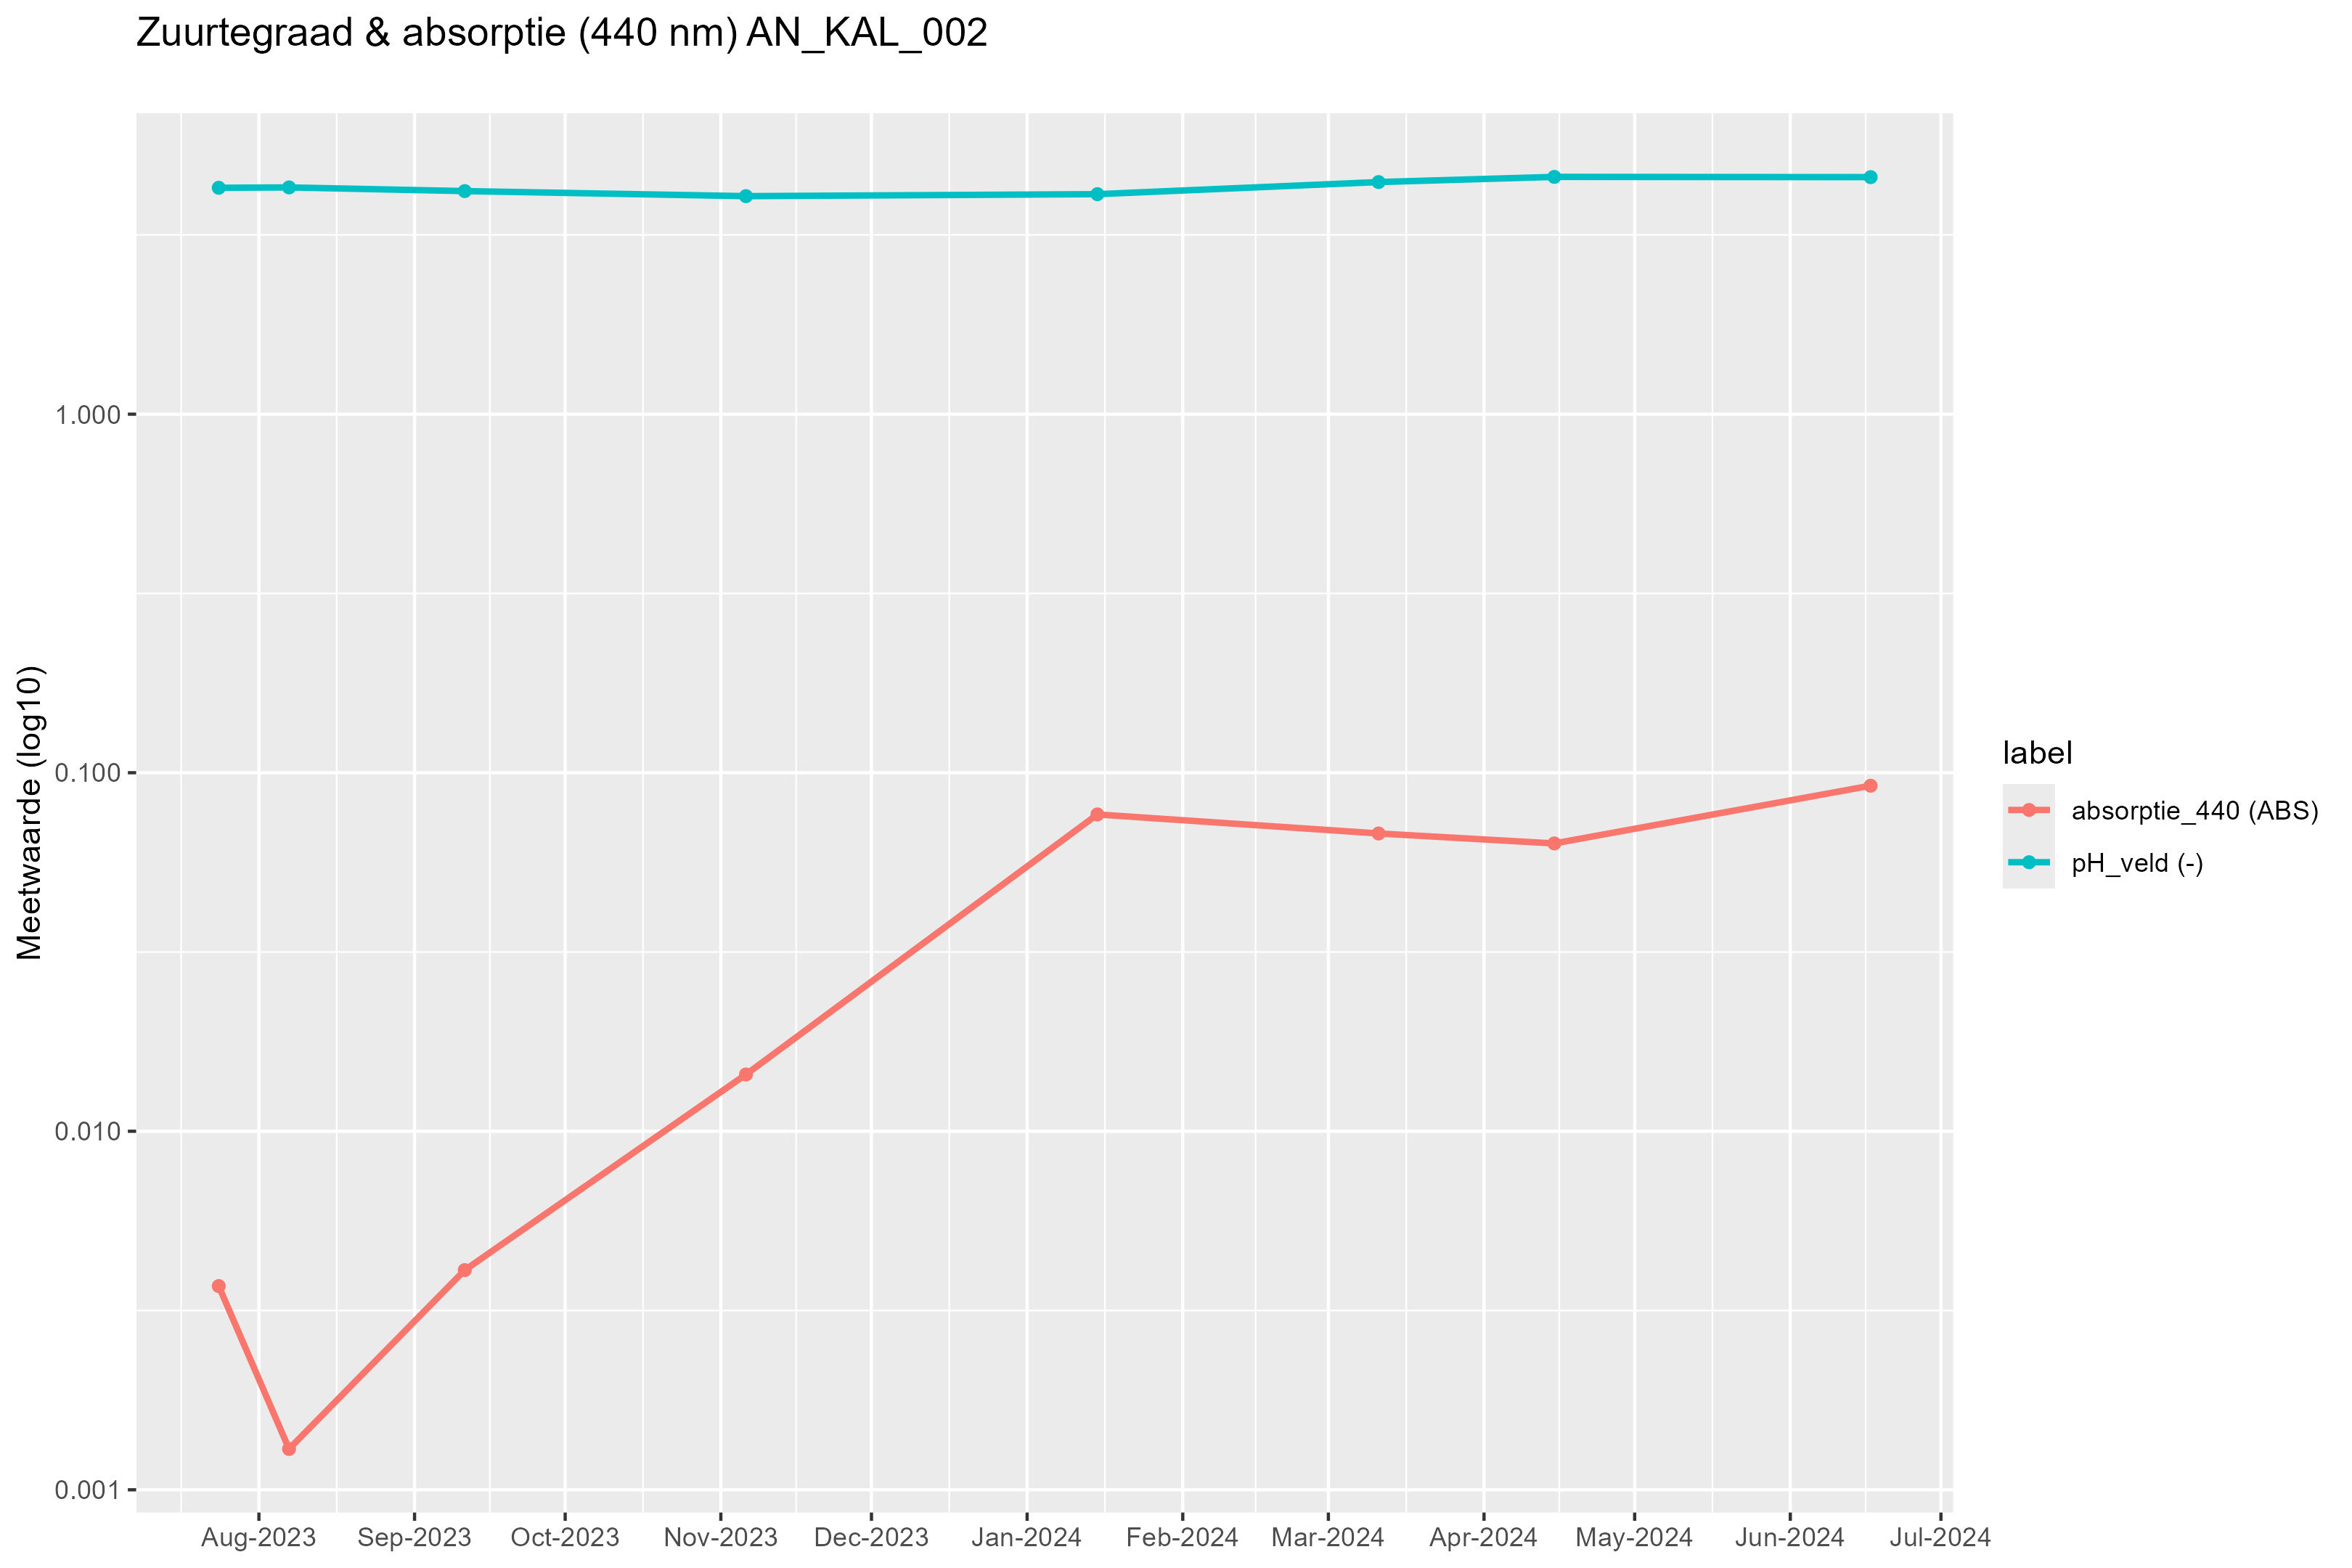 Zuurtegraad & absorptie (440 nm) AN_KAL_002
Meetwaarde (log10)
1.000
0.100
0.010
0.001
Aug-2023 Sep-2023 Oct-2023 Nov-2023 Dec-2023 Jan-2024 Feb-2024 Mar-2024 Apr-2024 May-2024 Jun-2024 Jul-2024
label
absorptie_440 (ABS)
pH_veld (-)